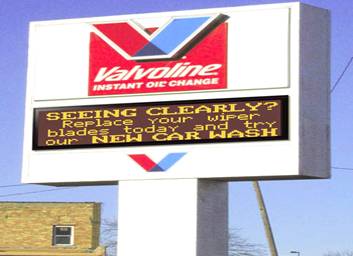 Valvoline
INSTANT OIL CHANGE
SEEING CLEARLY?
Replace your wiper
blades today and try
our NEW CAR WASH